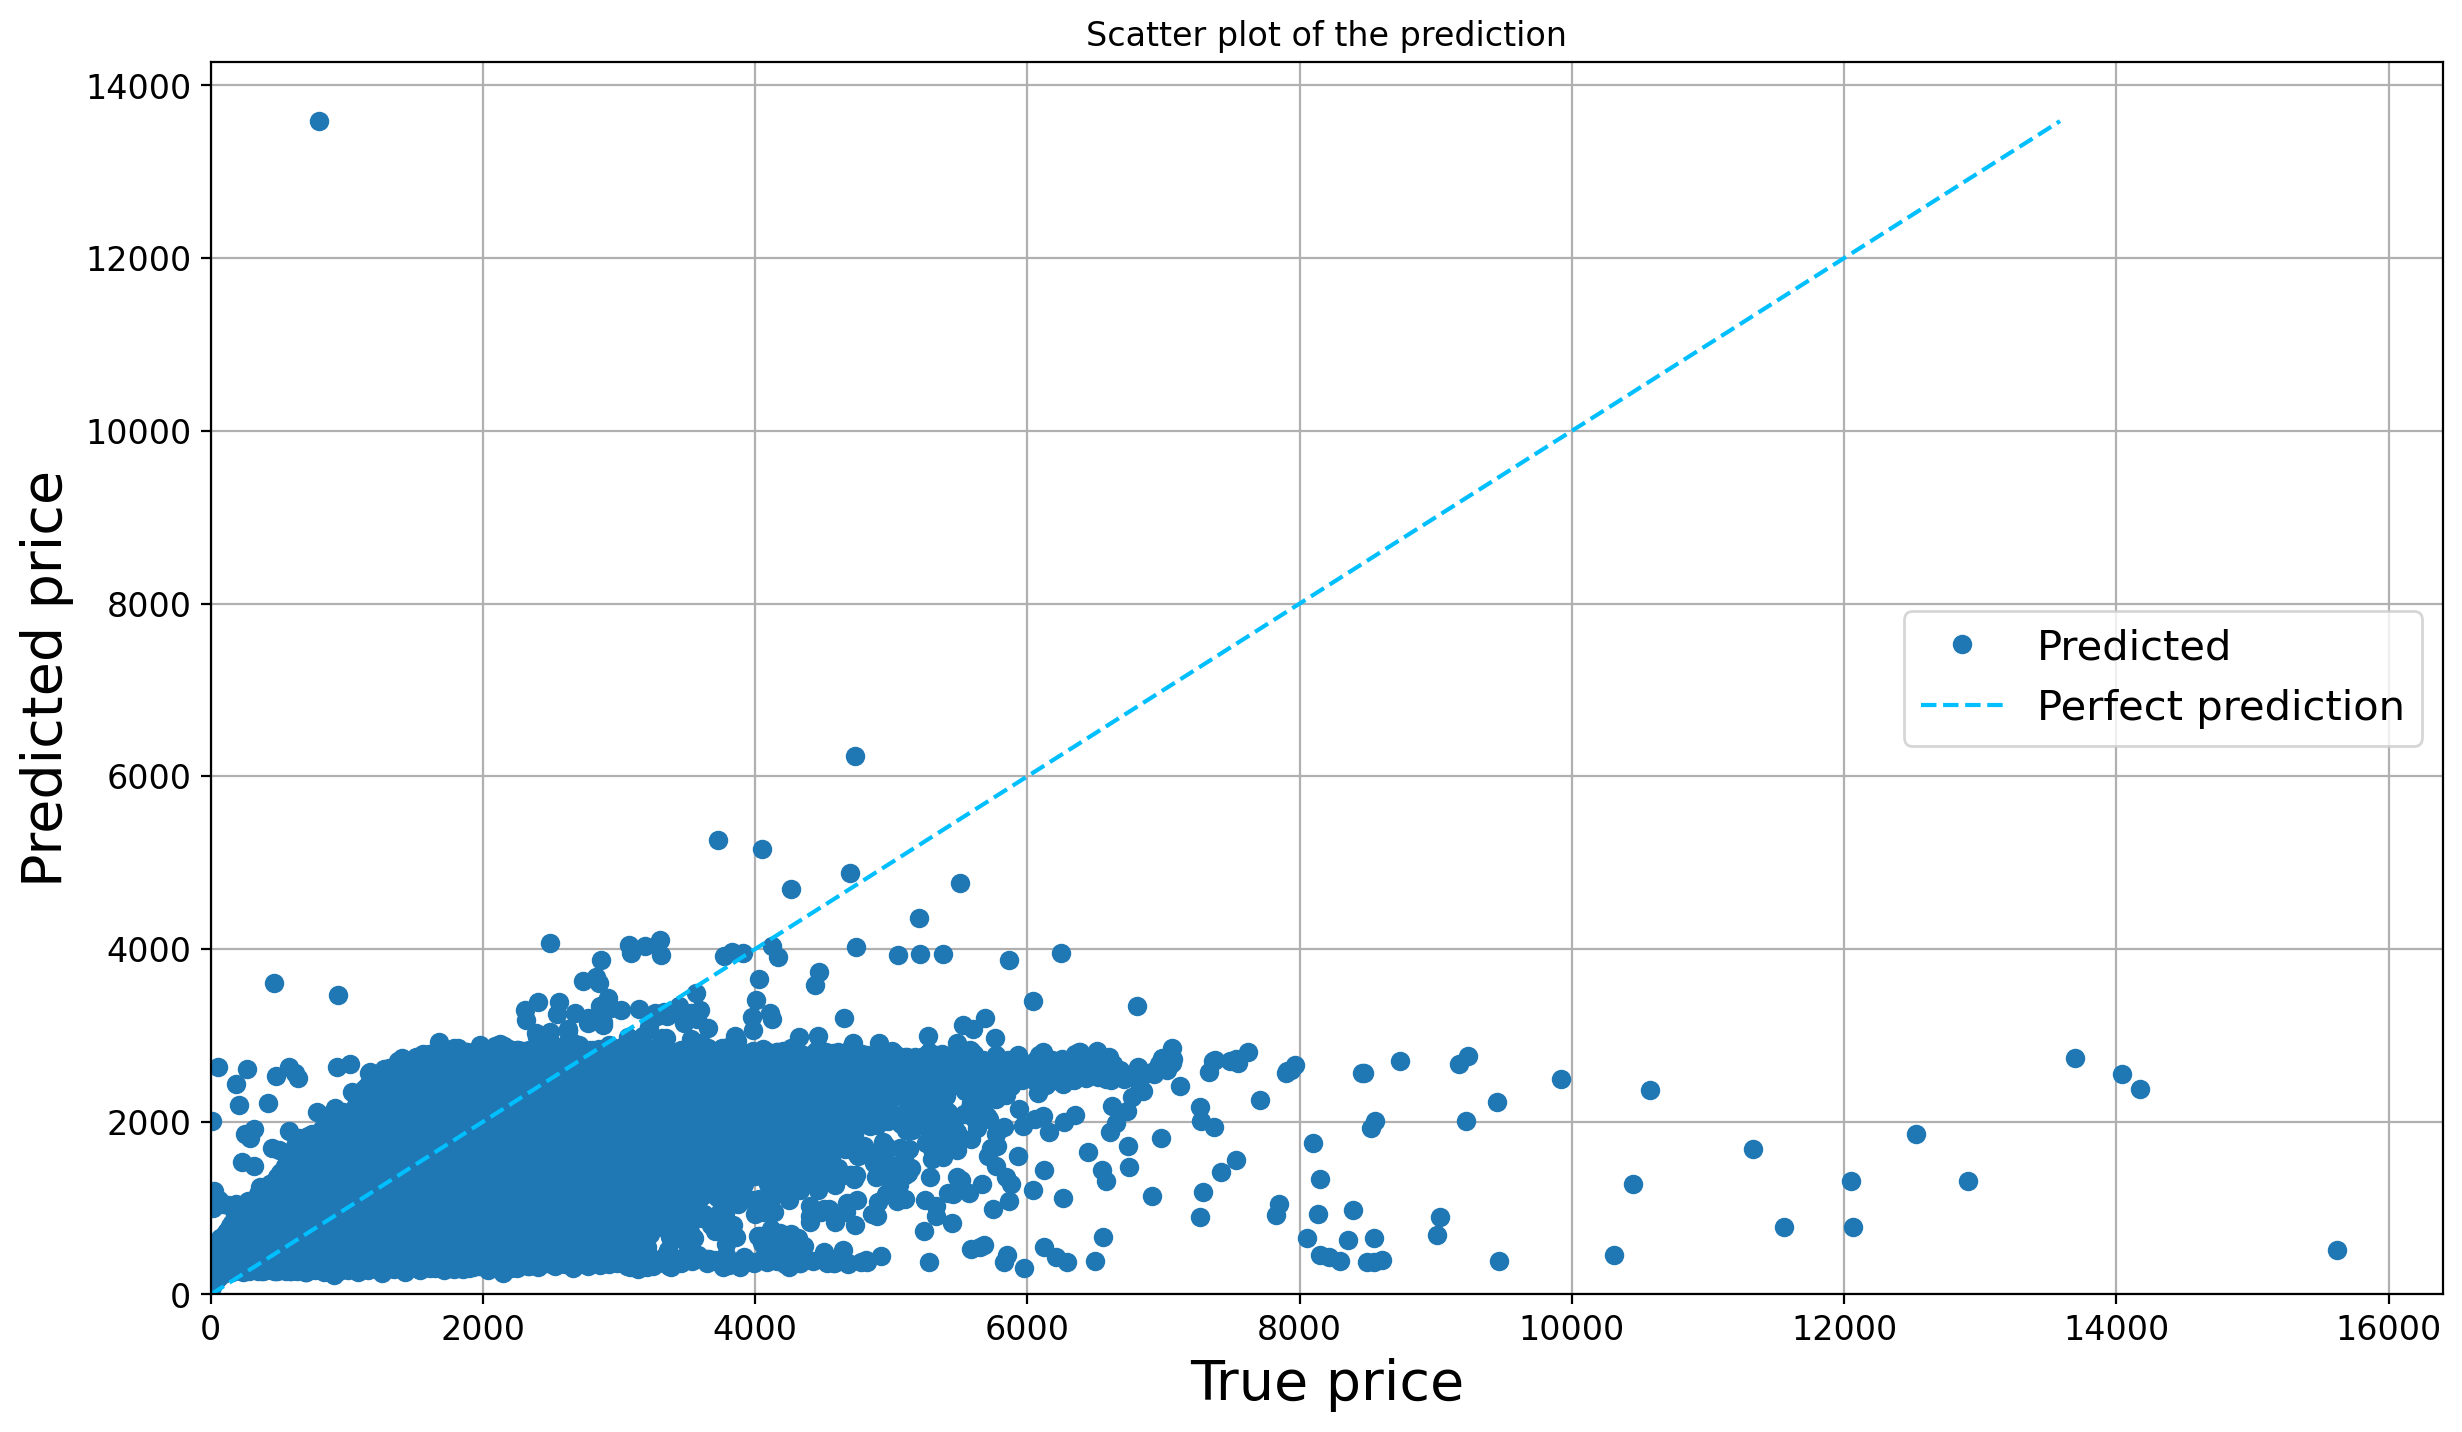 Scatter plot of the prediction
14000
12000
10000
8000
6000
4000
2000
0
Predicted price
Predicted
Perfect prediction
0 2000 4000 6000 8000 10000 12000 14000 16000
True price